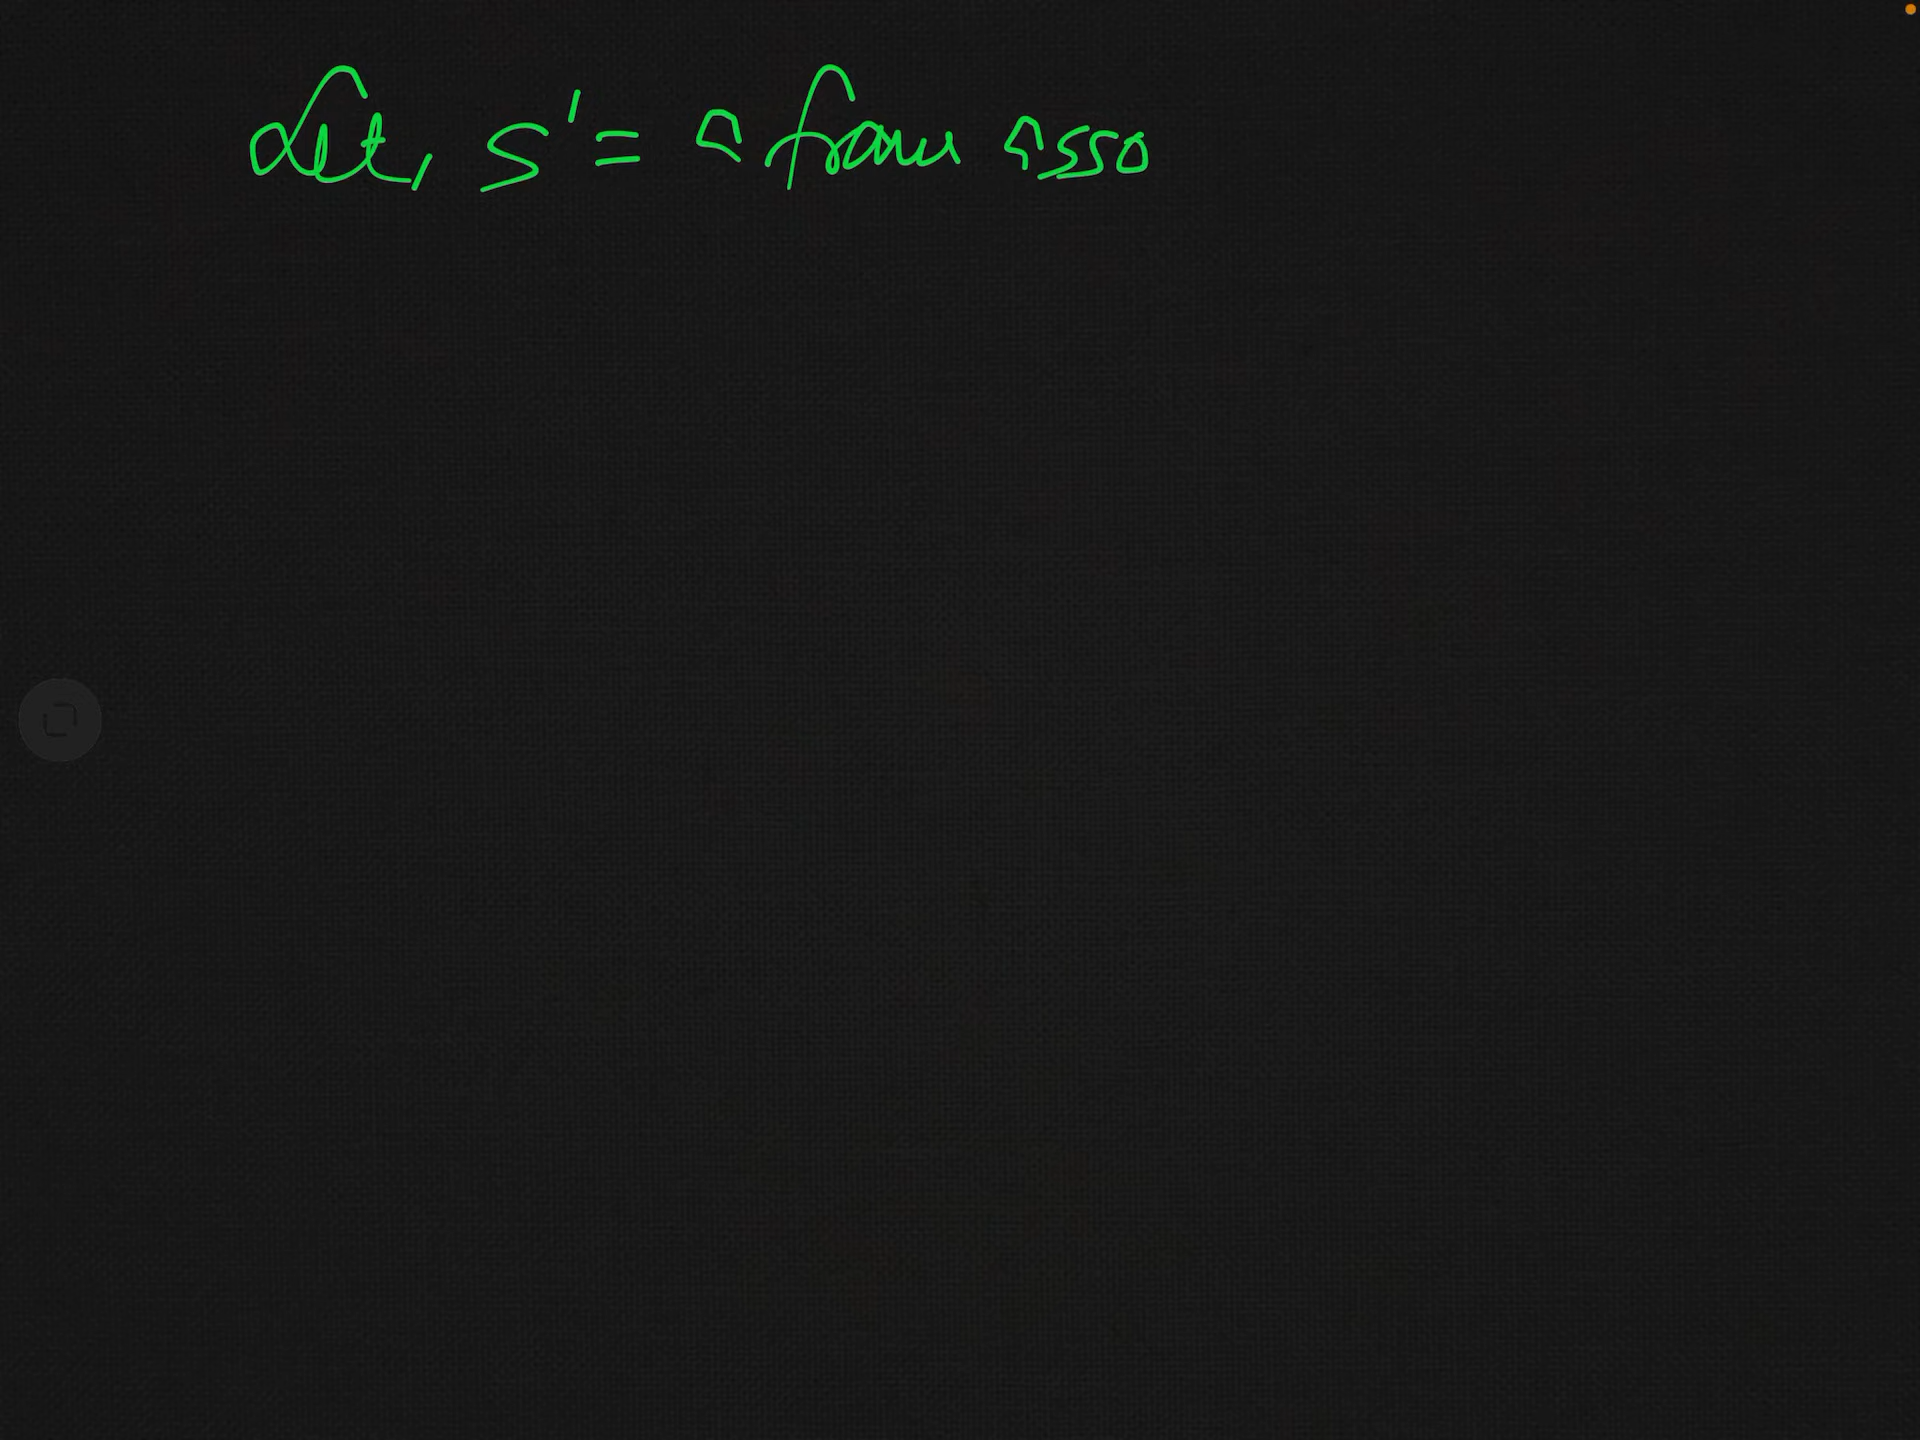 Let, S' = a frame asso